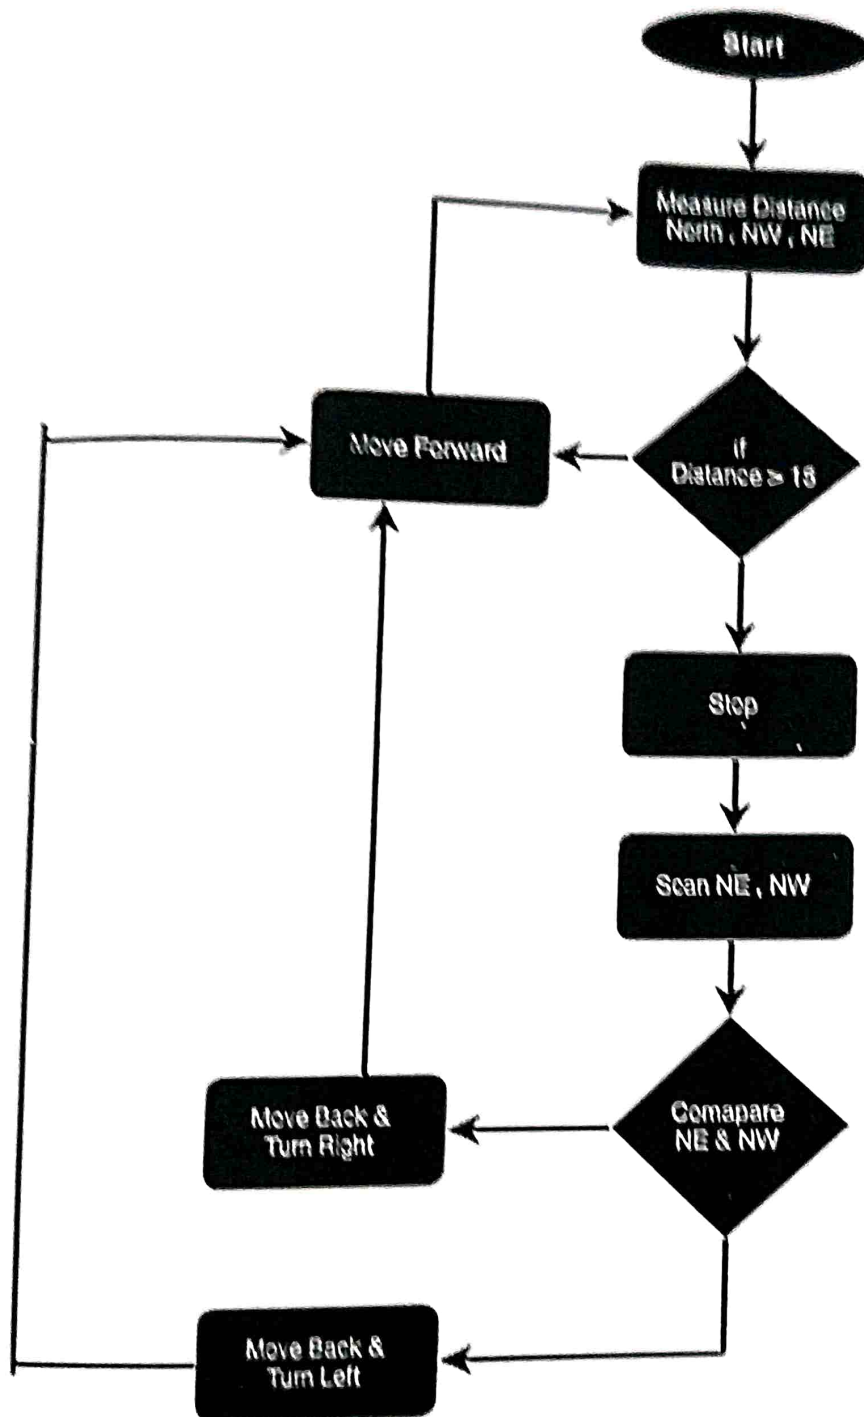 Start
Measure Distance
North , NW , NE
Move Forward
if
Distance > 15
Stop
Scan NE , NW
Comapare
NE & NW
Move Back &
Turn Right
Move Back &
Turn Left